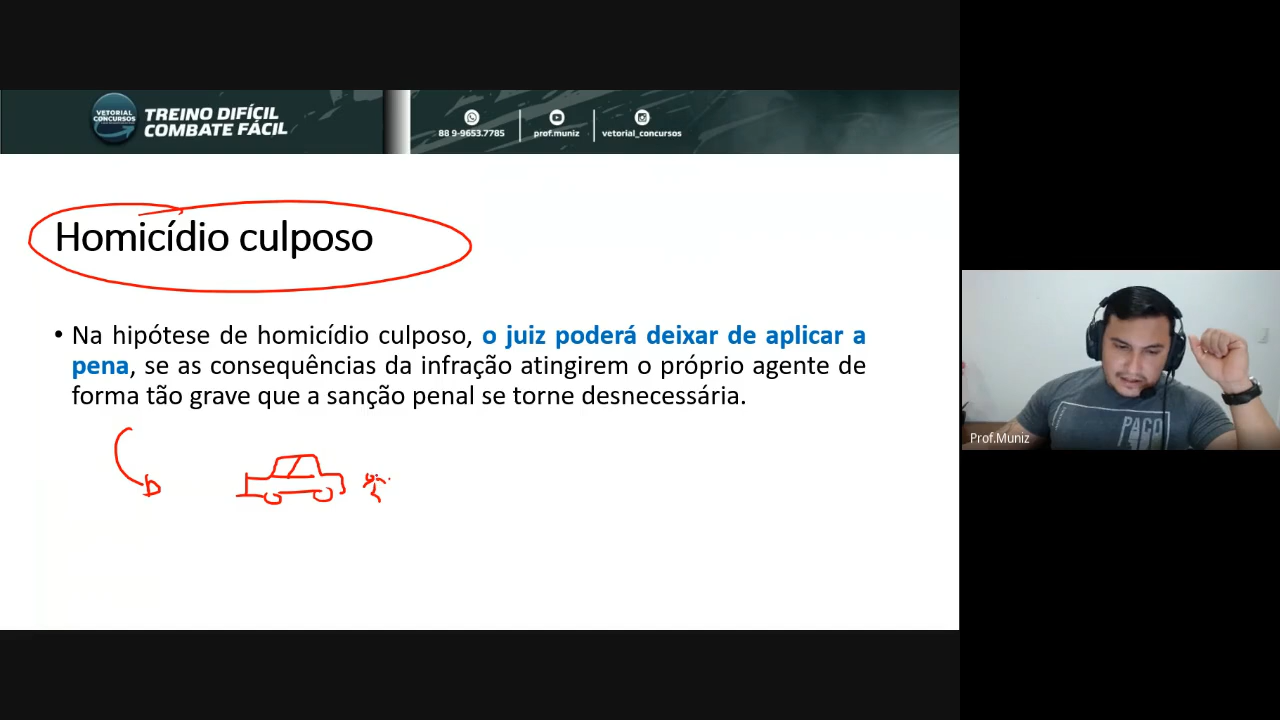 VETORIAL
CONCURSOS
TREINO DIFÍCIL
COMBATE FÁCIL
88 9-9653.7785
prof.muniz
vetorial_concursos
Homicídio culposo
• Na hipótese de homicídio culposo, o juiz poderá deixar de aplicar a
pena, se as consequências da infração atingirem o próprio agente de
forma tão grave que a sanção penal se torne desnecessária.
PACO
Prof.Muniz